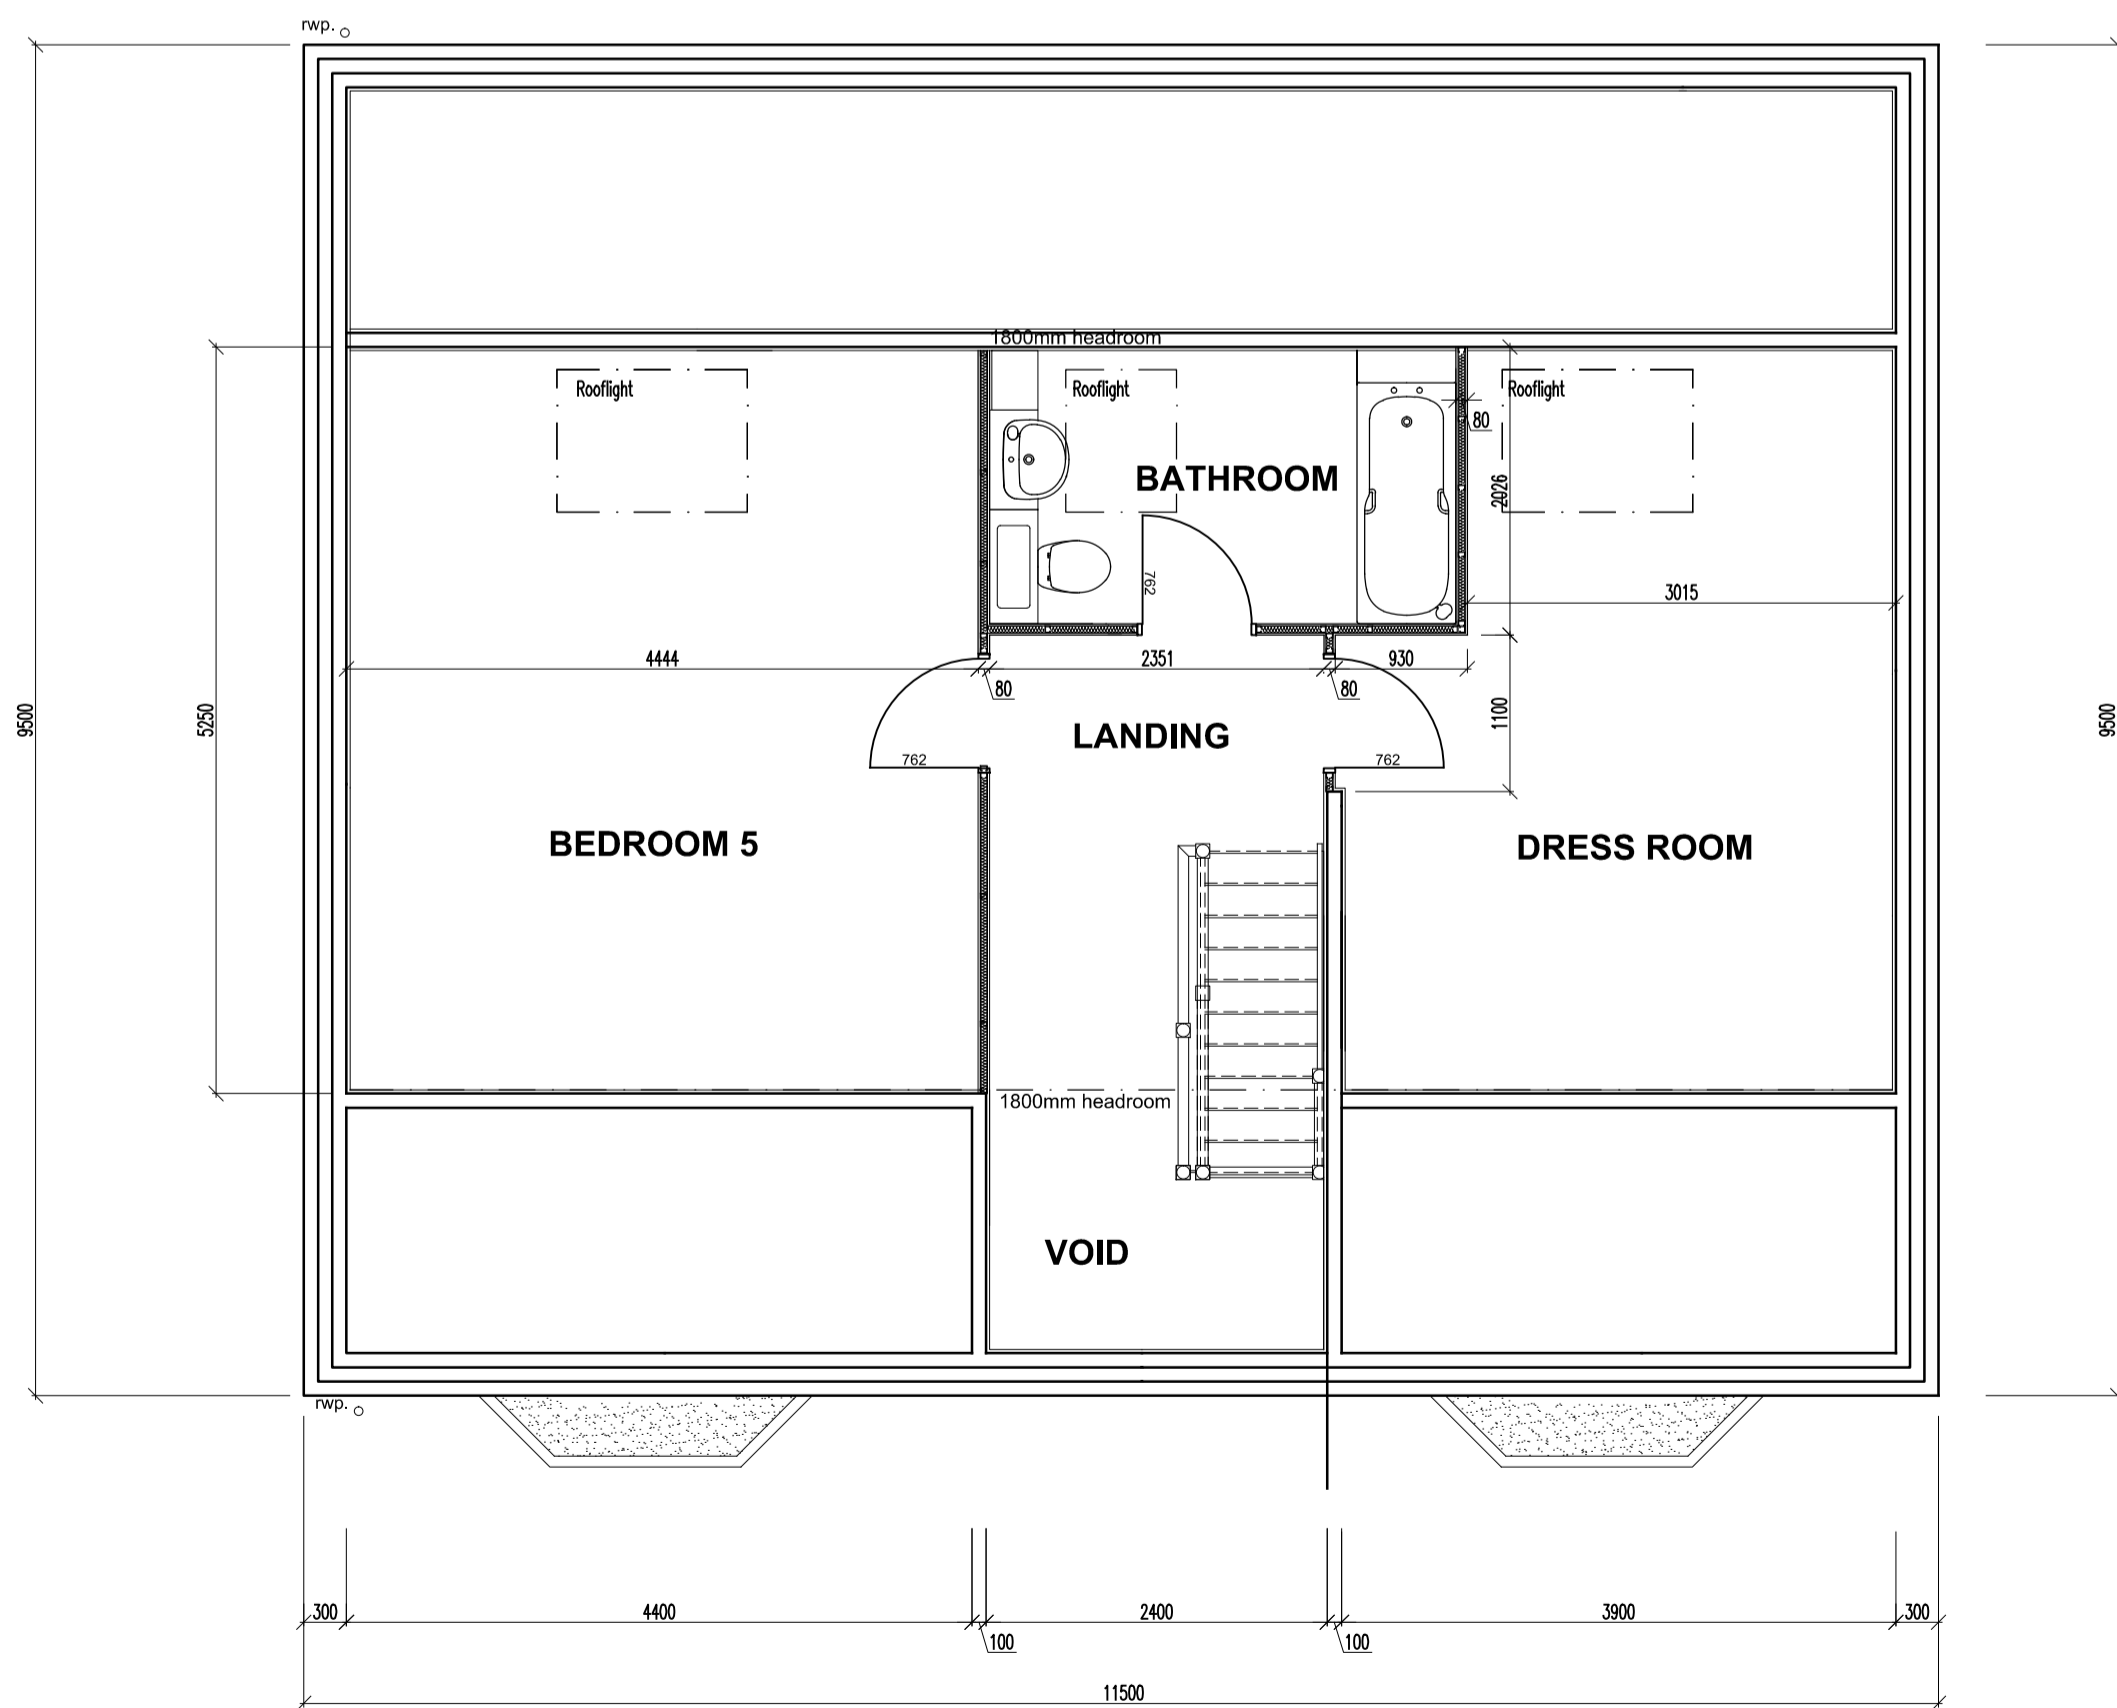 rwp.
1800mm headroom
Rooflight
Rooflight
Rooflight
80
BATHROOM
2026
762
3015
4444
2351
930
80
80
9500
5250
LANDING
1100
9500
762
762
BEDROOM 5
DRESS ROOM
1800mm headroom
VOID
rwp.
300
4400
2400
3900
300
100
100
11500